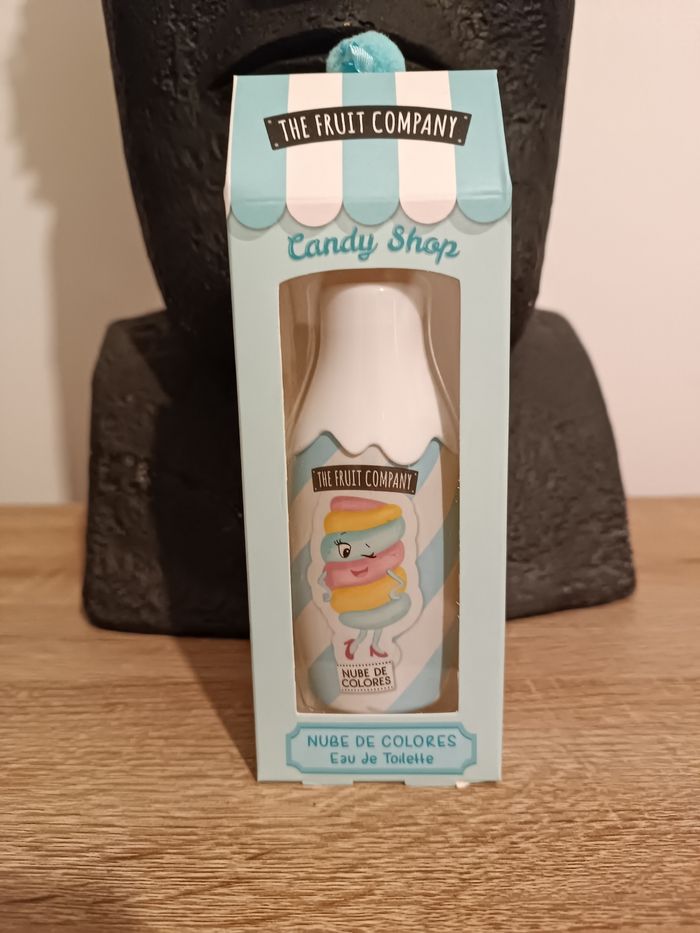 THE FRUIT COMPANY
Candy Shop
THE FRUIT COMPANY
NUBE DE
COLORES
NUBE DE COLORES
Eau de Toilette